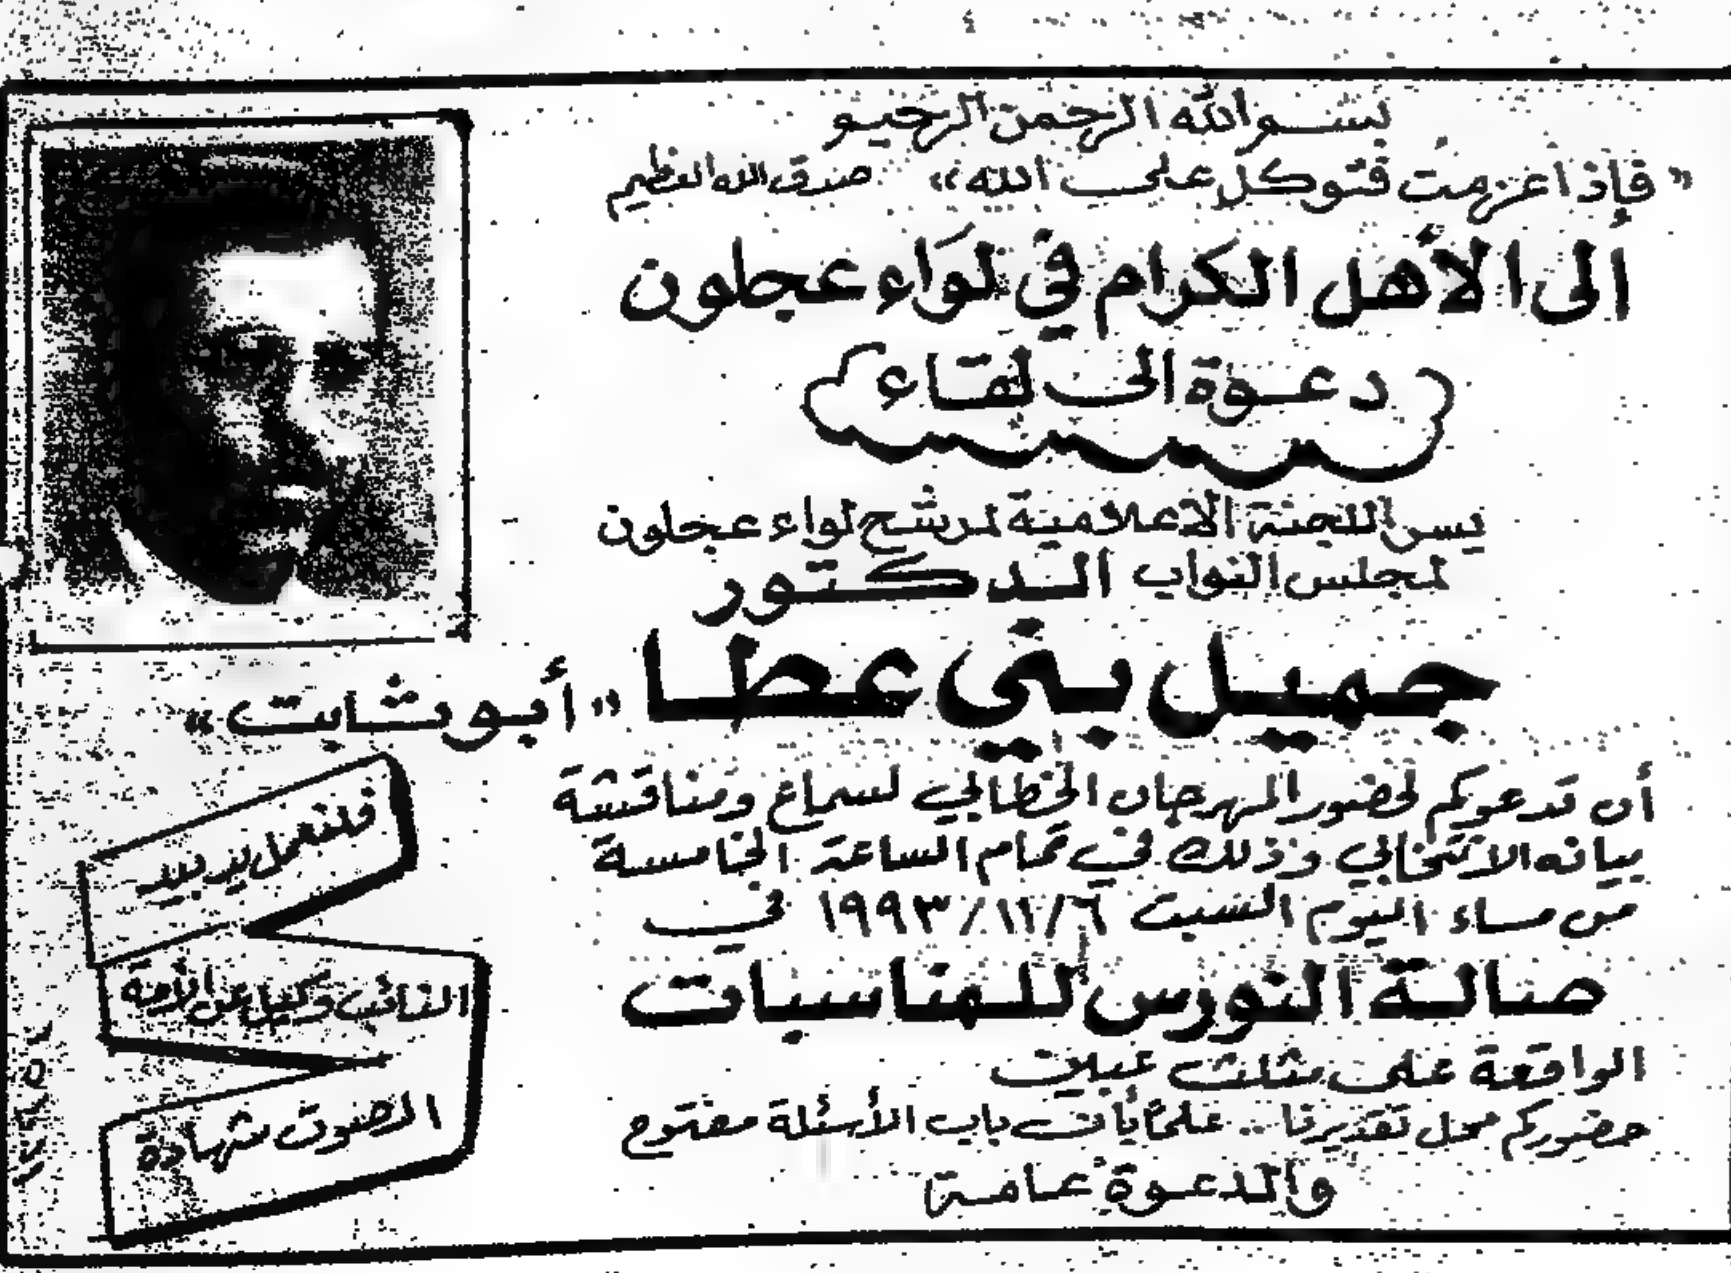 بسم الله الرحمن الرحيم
« فإذا عزمت فتوكل على الله » صدق الله العظيم
إلى الأهل الكرام في لواء عجلون
دعوة الى لقاء
يسر اللجنة الاعلامية لمرشح لواء عجلون
لمجلس النواب الدكتور
جميل بني عطا « أبو ثابت »
أن تدعوكم لحضور المهرجان الخطابي لسماع ومناقشة
بيانه الانتخابي وذلك في تمام الساعة الخامسة
من مساء اليوم السبت ٦/١١/١٩٩٣ في
صالة النورس للمناسبات
الواقعة على مثلث عبلين
حضوركم محل تقديرنا .. علماً بأن باب الأسئلة مفتوح
والدعوة عامة
فلنعمل يد بيد
النائب وكيل عن الأمة
الصوت شهادة